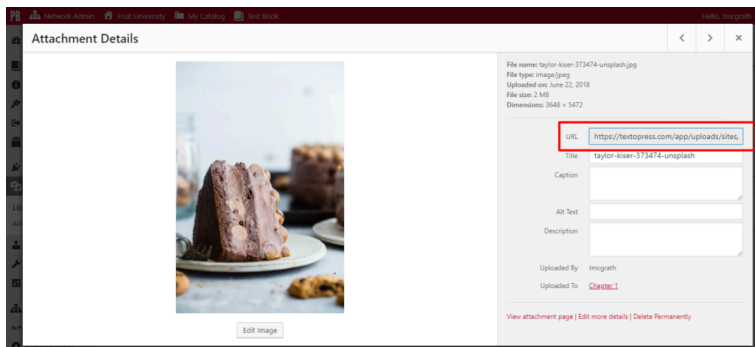 PB Network Admin Fruit University My Catalog Test Book Hello, tmcgrath
Attachment Details
File name: taylor-kiser-373474-unsplash.jpg
File type: image/jpeg
Uploaded on: June 22, 2018
File size: 2 MB
Dimensions: 3648 × 5472
URL https://textopress.com/app/uploads/sites,
Title taylor-kiser-373474-unsplash
Caption
Alt Text
Description
Uploaded By tmcgrath
Uploaded To Chapter 1
View attachment page | Edit more details | Delete Permanently
Edit Image